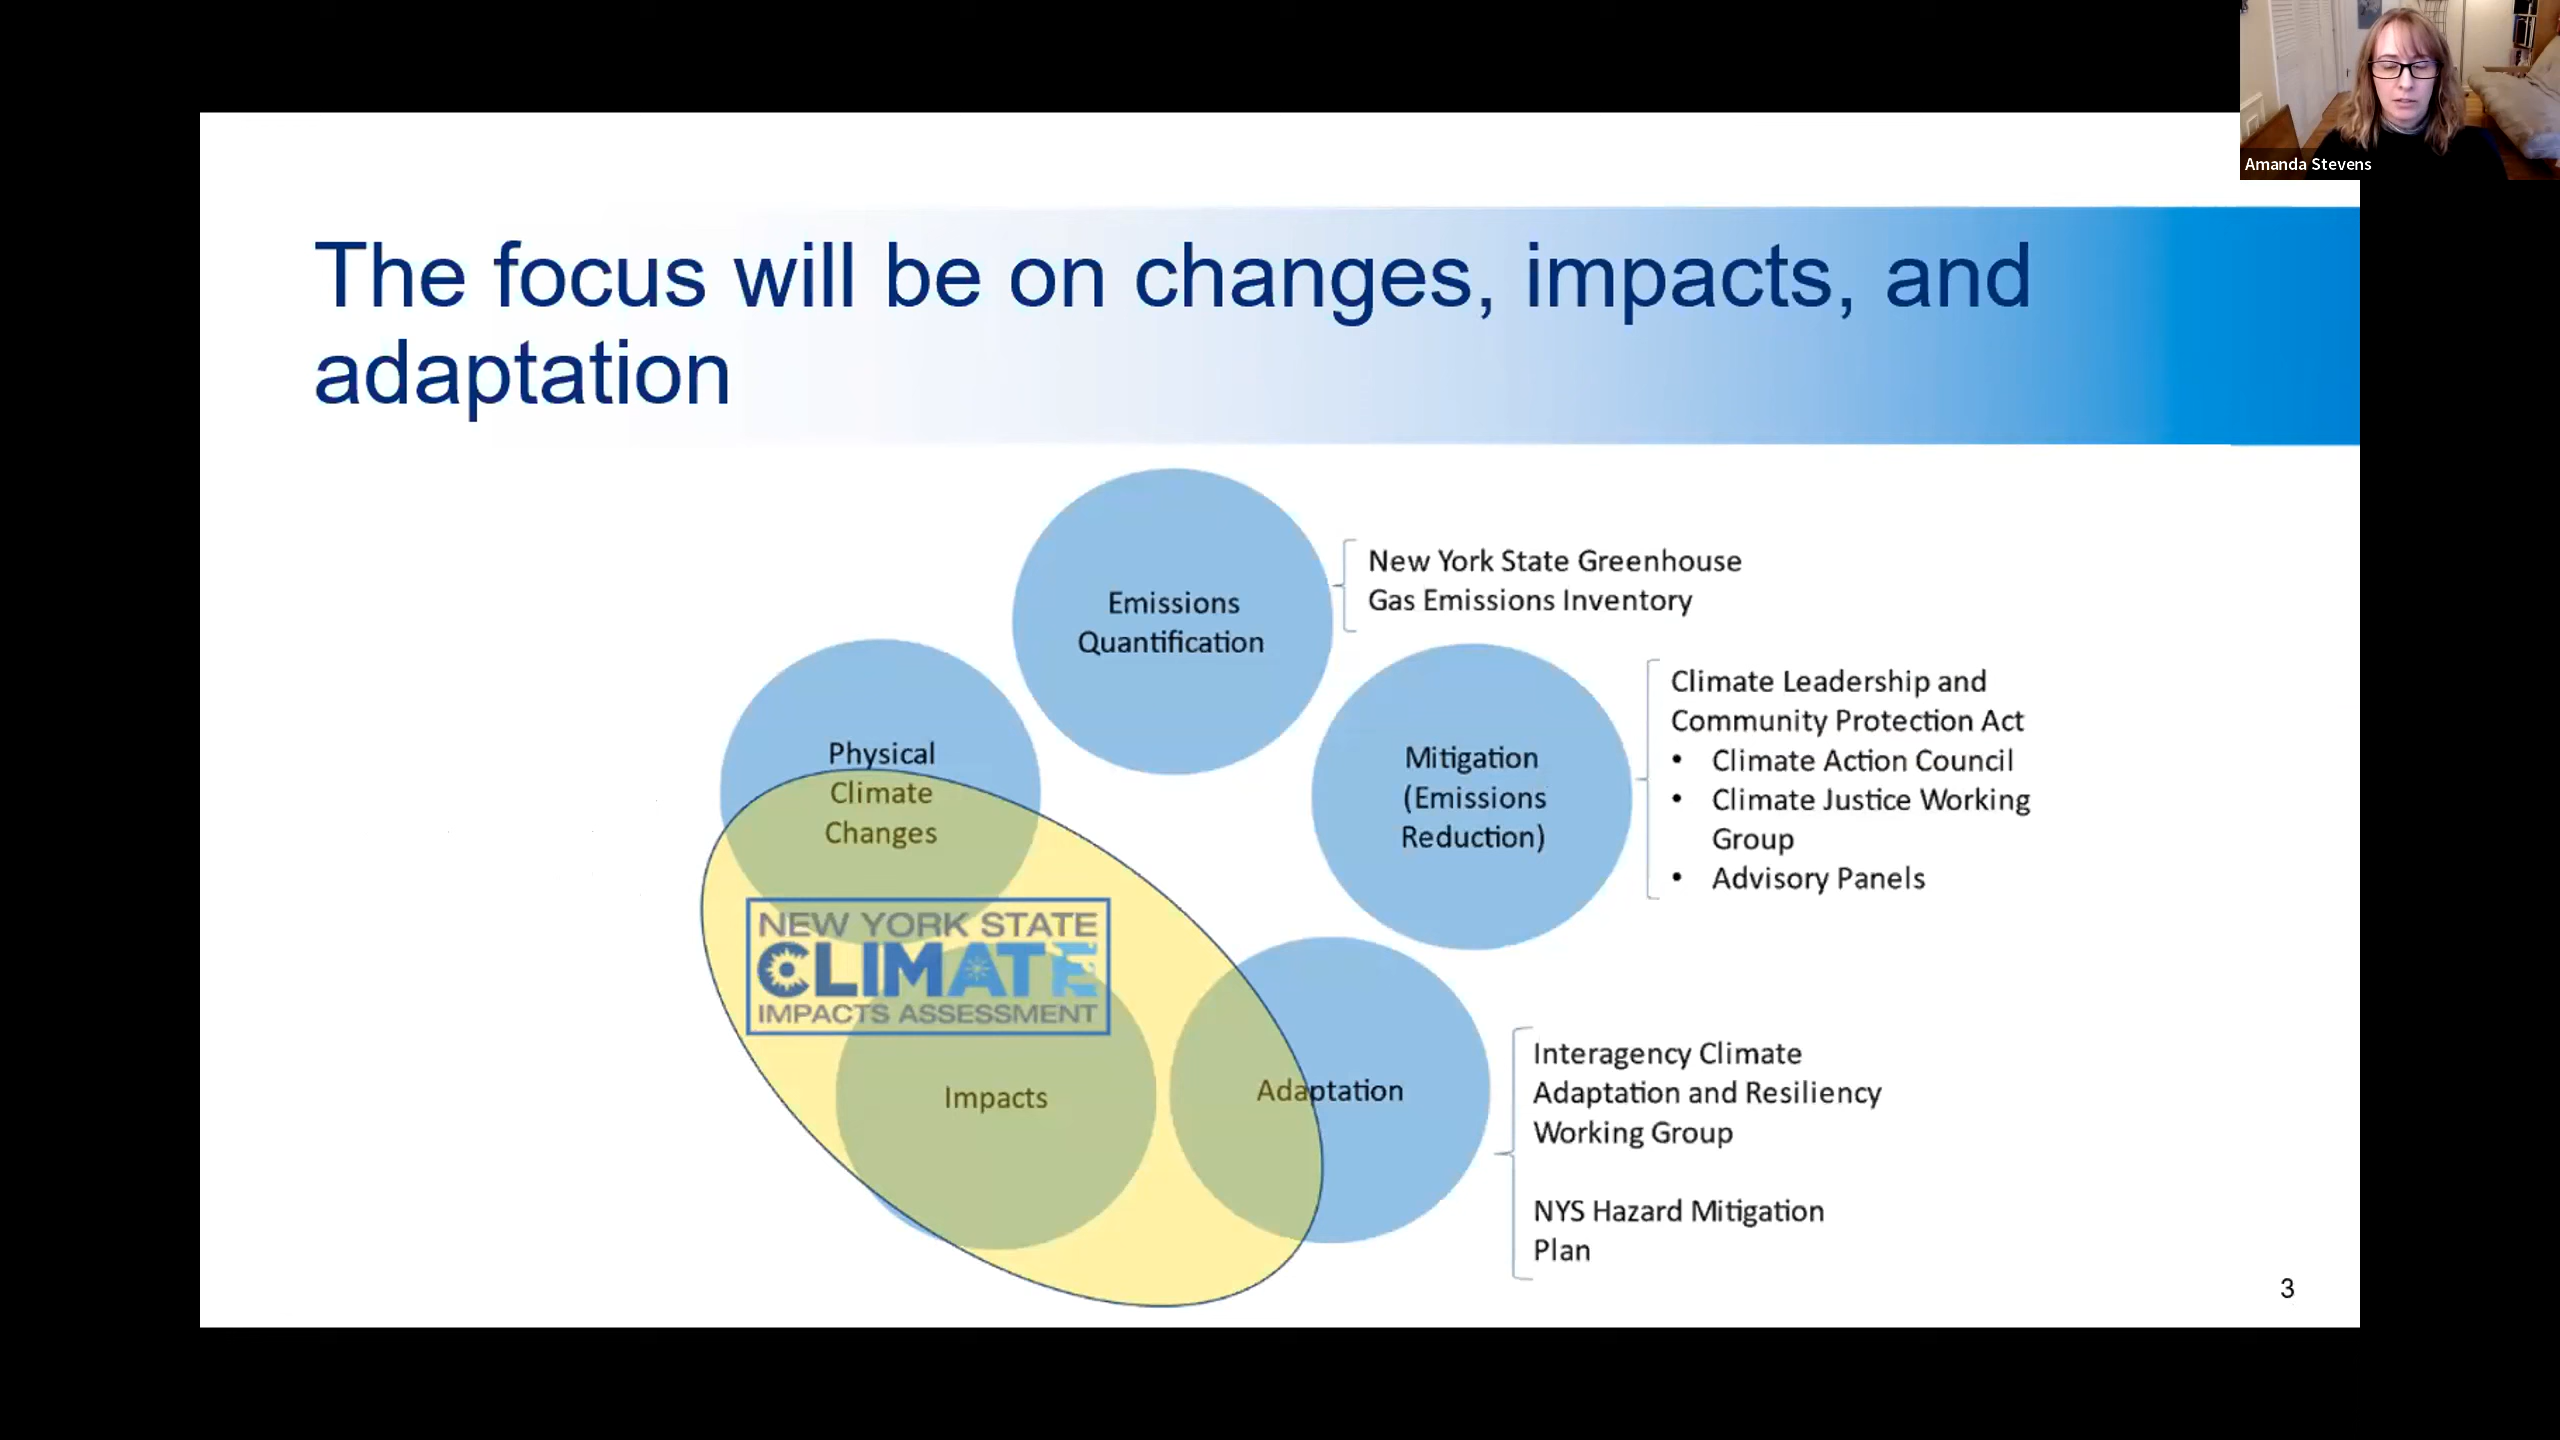 Amanda Stevens
The focus will be on changes, impacts, and
adaptation
Emissions
Quantification
New York State Greenhouse
Gas Emissions Inventory
Physical
Climate
Changes
Mitigation
(Emissions
Reduction)
Climate Leadership and
Community Protection Act
• Climate Action Council
• Climate Justice Working
Group
• Advisory Panels
NEW YORK STATE
CLIMATE
IMPACTS ASSESSMENT
Impacts
Adaptation
Interagency Climate
Adaptation and Resiliency
Working Group
NYS Hazard Mitigation
Plan
3